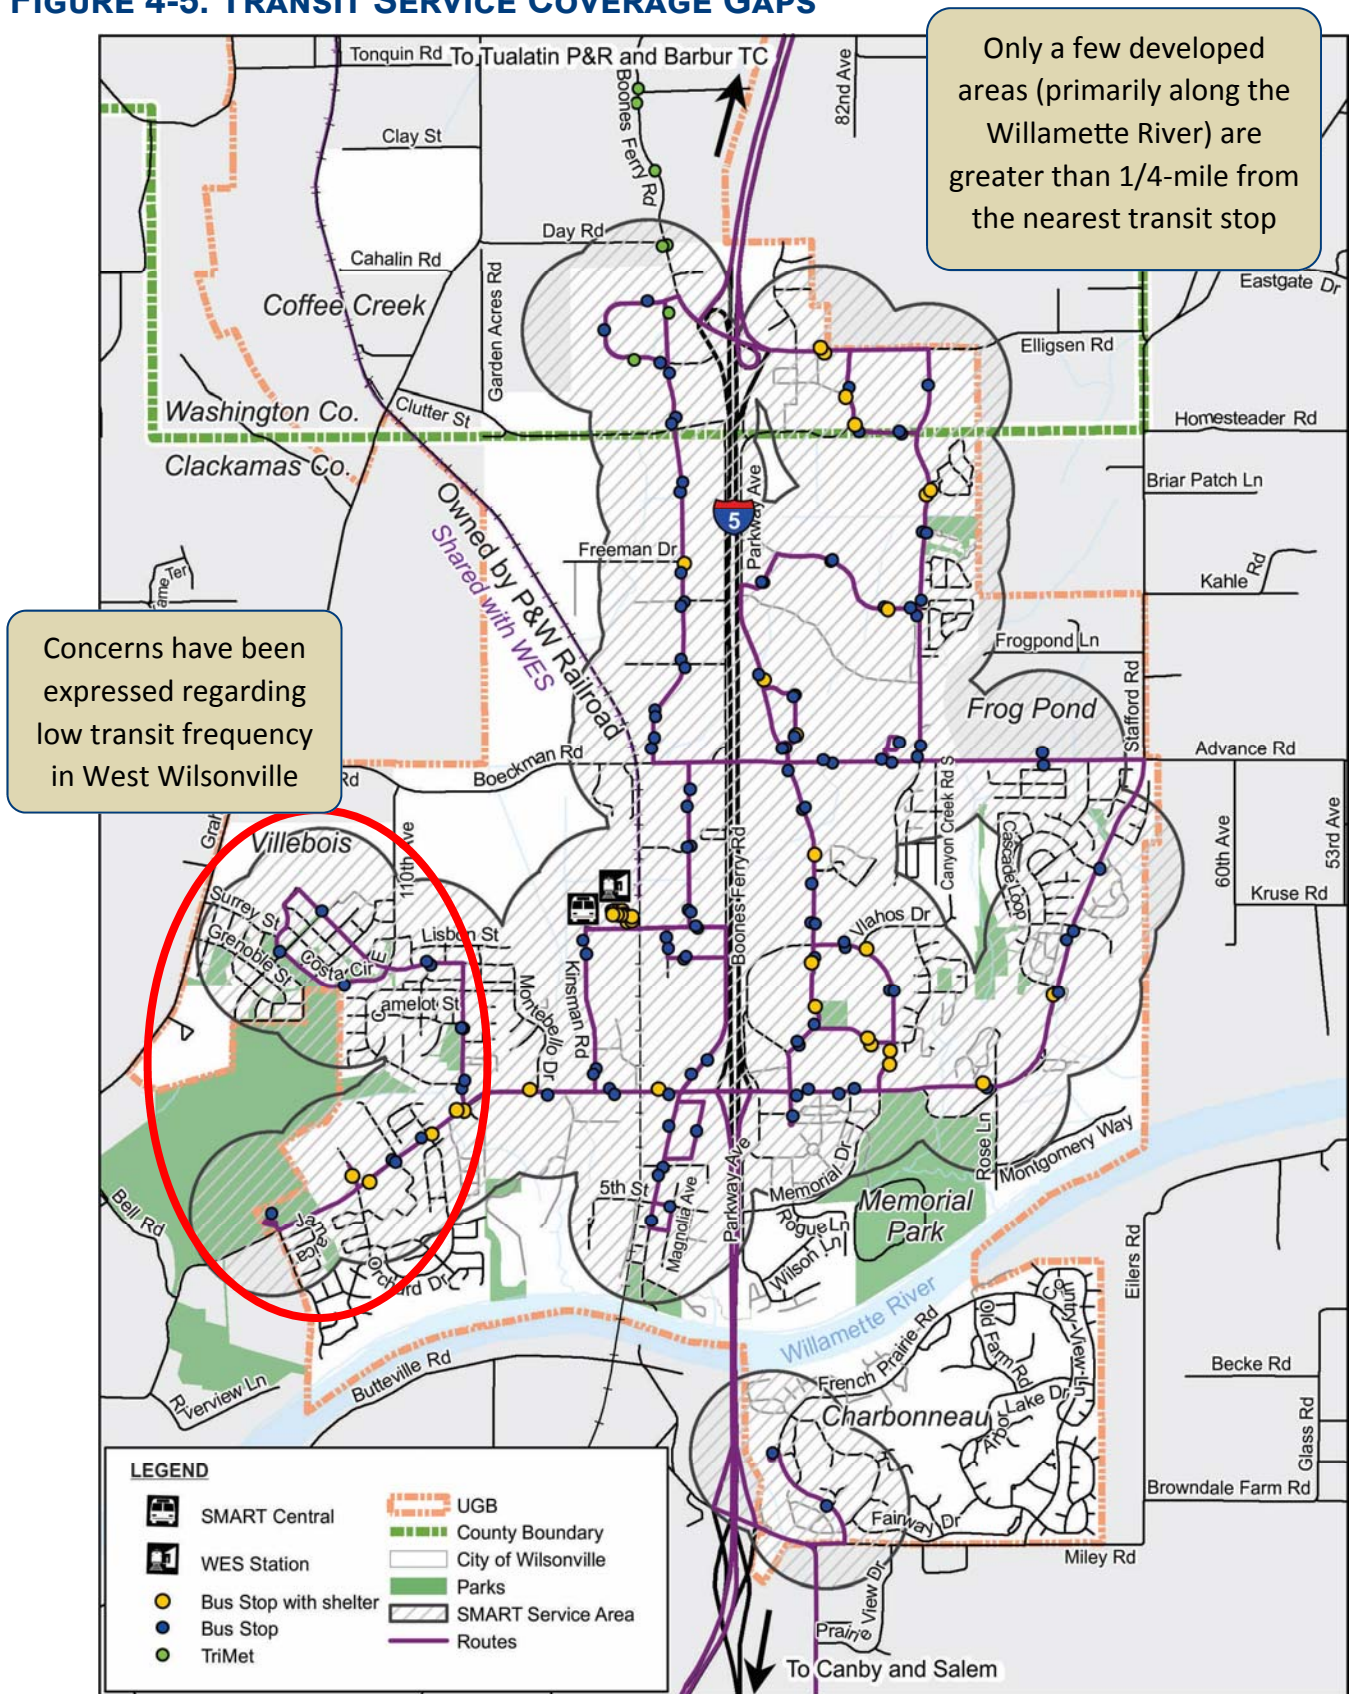 FIGURE 4-5. TRANSIT SERVICE COVERAGE GAPS
Only a few developed
areas (primarily along the
Willamette River) are
greater than 1/4-mile from
the nearest transit stop
Tonquin Rd
To Tualatin P&R and Barbur TC
82nd Ave
Boones Ferry Rd
Clay St
Day Rd
Cahalin Rd
Coffee Creek
Garden Acres Rd
Eastgate Dr
Elligsen Rd
Washington Co.
Clutter St
Homesteader Rd
Clackamas Co.
Briar Patch Ln
Owned by P&W Railroad
Shared with WES
5
Parkway Ave
Freeman Dr
Kahle Rd
Ter
Frogpond Ln
Concerns have been
expressed regarding
low transit frequency
in West Wilsonville
Frog Pond
Stafford Rd
Boeckman Rd
Advance Rd
Rd
Villebois
110th Ave
Boones Ferry Rd
Canyon Creek Rd S
Cascade Loop
60th Ave
53rd Ave
Kruse Rd
Surrey St
Grenoble St
Costa Cir E
Lisbon St
Vlahos Dr
Camelot St
Montebello Dr
Kinsman Rd
Rose Ln
Montgomery Way
5th St
Magnolia Ave
Parkway Ave
Memorial Dr
Memorial
Park
Rogue Ln
Wilson Ln
Bell Rd
Jamaica
Orchard Dr
Eilers Rd
Willamette River
Country View Ln
Old Farm Rd
French Prairie Rd
Butteville Rd
Becke Rd
Riverview Ln
Charbonneau
Arbor Lake Dr
Glass Rd
Browndale Farm Rd
Fairway Dr
Miley Rd
Prairie View Dr
To Canby and Salem
LEGEND
SMART Central
WES Station
Bus Stop with shelter
Bus Stop
TriMet
UGB
County Boundary
City of Wilsonville
Parks
SMART Service Area
Routes